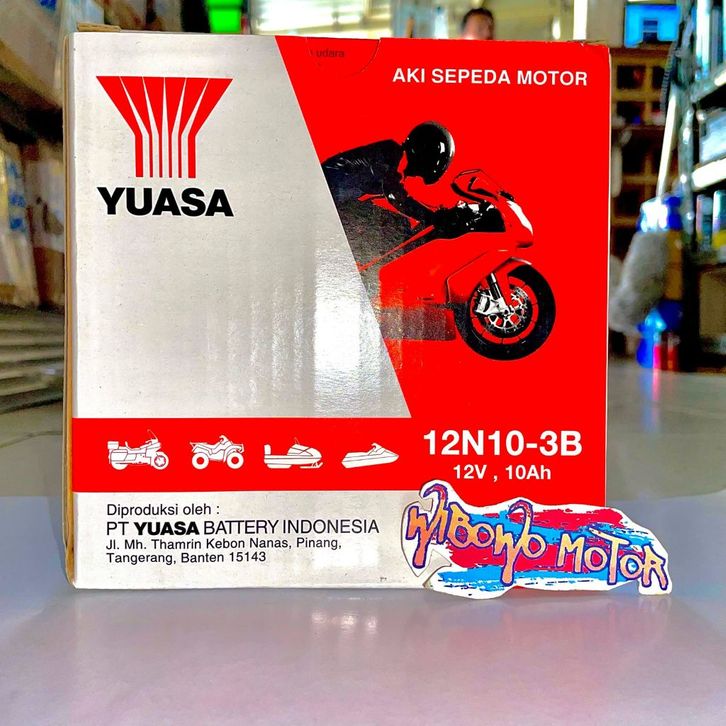 udara
AKI SEPEDA MOTOR
YUASA
12N10-3B
12V , 10Ah
Diproduksi oleh :
PT YUASA BATTERY INDONESIA
Jl. Mh. Thamrin Kebon Nanas, Pinang,
Tangerang, Banten 15143
WIBOWO MOTOR